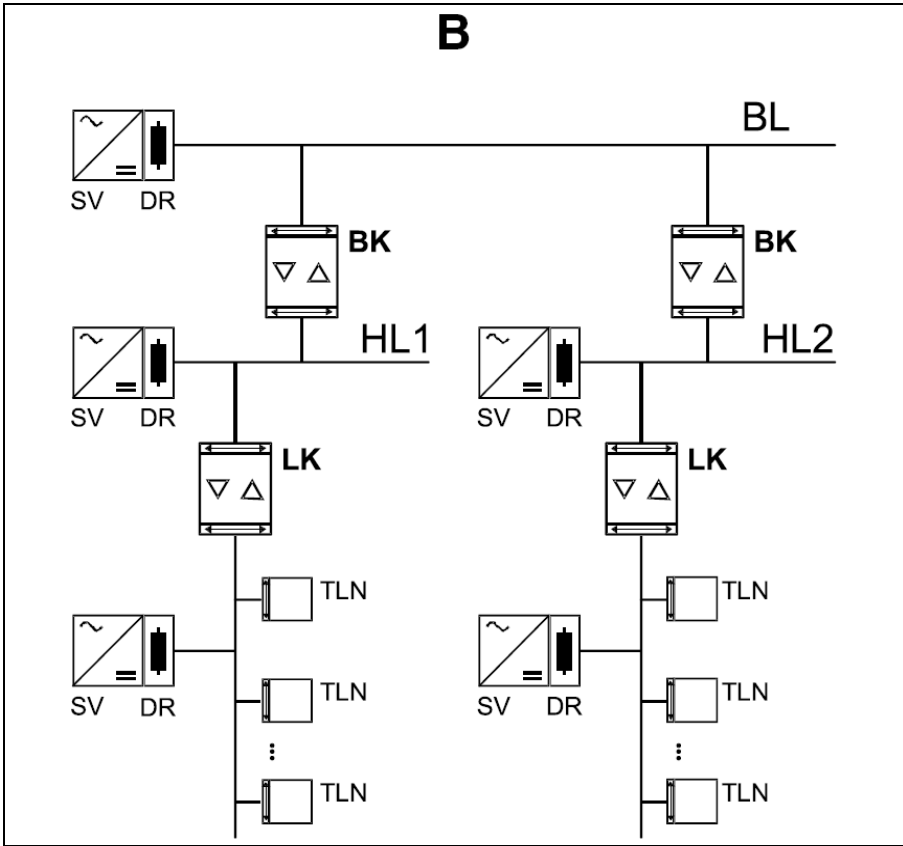 B
BL
SV DR
BK BK
HL1 HL2
SV DR SV DR
LK LK
TLN TLN
SV DR SV DR
TLN TLN
⋮ ⋮
TLN TLN